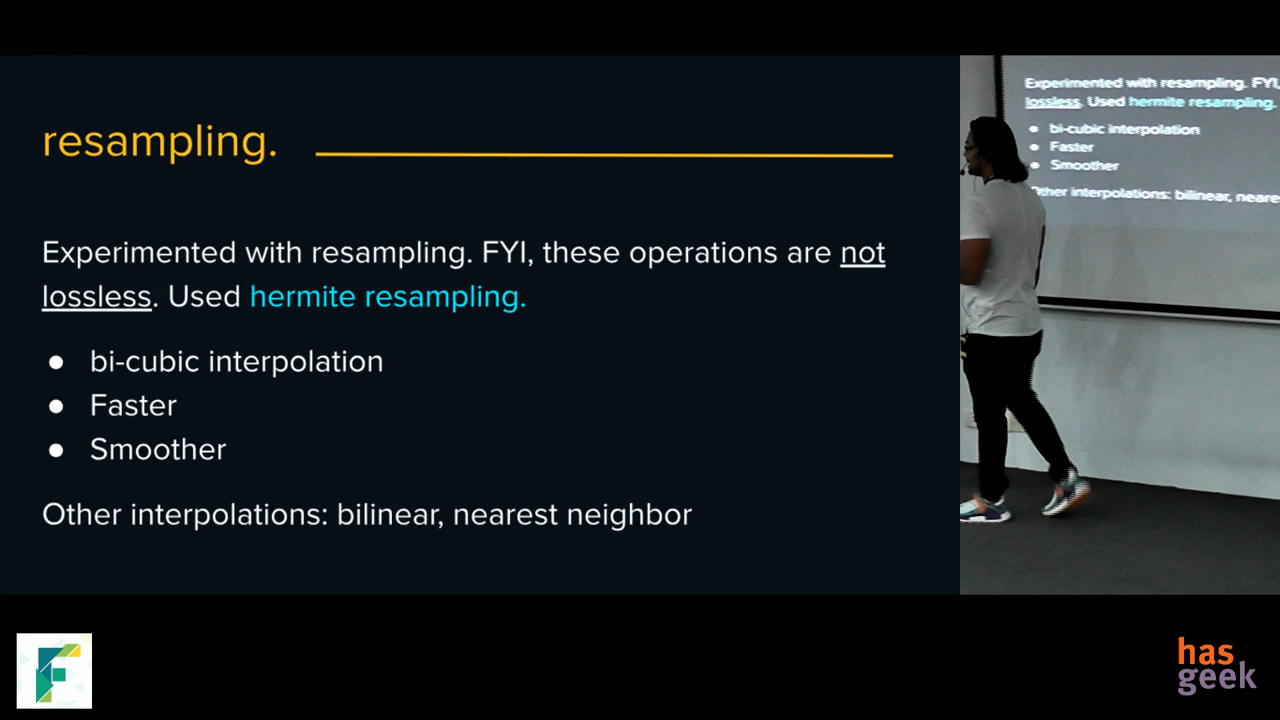 resampling.
Experimented with resampling. FYI, these operations are not
lossless. Used hermite resampling.
● bi-cubic interpolation
● Faster
● Smoother
Other interpolations: bilinear, nearest neighbor
Experimented with resampling. FYI,
lossless. Used hermite resampling.
● bi-cubic interpolation
● Faster
● Smoother
Other interpolations: bilinear,
F
has
geek